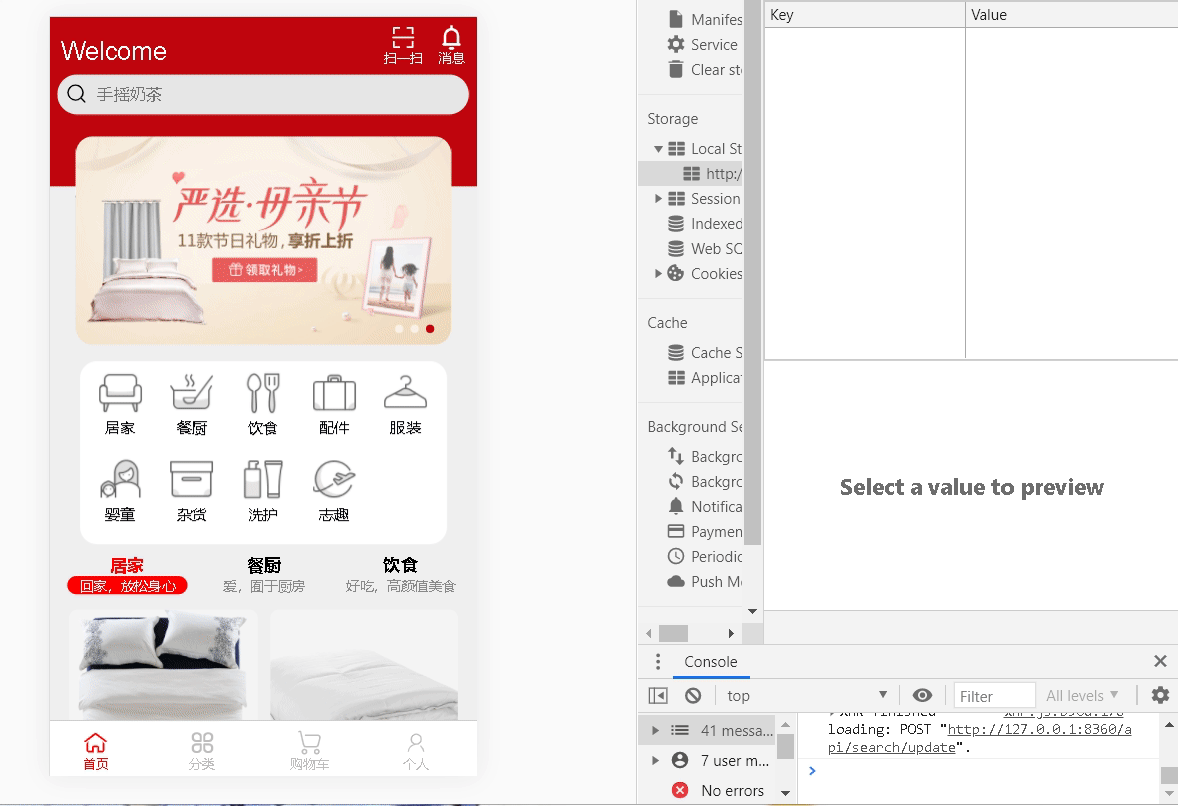 Welcome
扫一扫
消息
手摇奶茶
严选·母亲节
11款节日礼物,享折上折
领取礼物>
居家
餐厨
饮食
配件
服装
婴童
杂货
洗护
志趣
居家
餐厨
饮食
回家，放松身心
爱，囿于厨房
好吃，高颜值美食
首页
分类
购物车
个人
Manifes
Service
Clear st
Storage
Local St
http:/
Session
Indexed
Web SQ
Cookies
Cache
Cache S
Applicat
Background Se
Backgro
Backgro
Notifica
Paymen
Periodic
Push Me
Key
Value
Select a value to preview
Console
top
Filter
All levels
41 messa...
7 user m...
No errors
loading: POST "http://127.0.0.1:8360/a
pi/search/update".